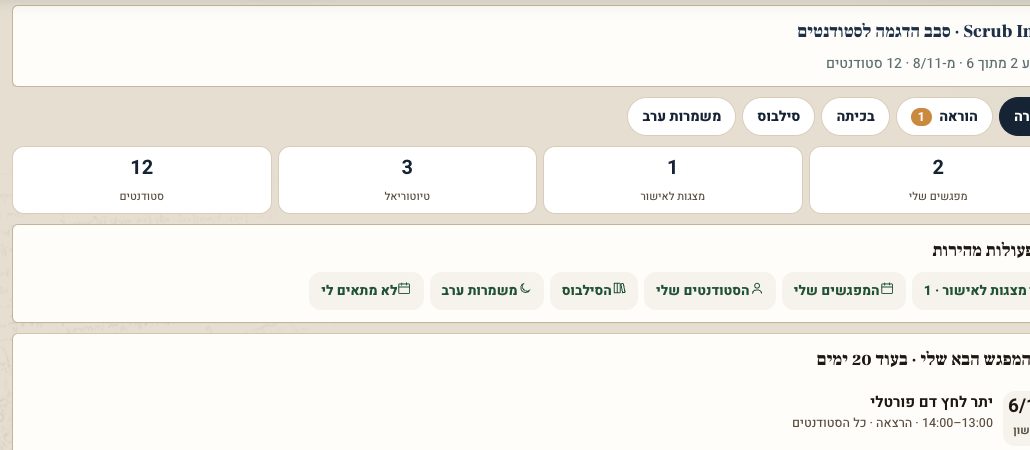 Scrub In · סבב הדגמה לסטודנטים
2 מתוך 6 · מ-8/11 · 12 סטודנטים
הוראה 1
בכיתה
סילבוס
משמרות ערב
2
מפגשים שלי
1
מצגות לאישור
3
טיוטוריאל
12
סטודנטים
פעולות מהירות
מצגות לאישור · 1
המפגשים שלי
הסטודנטים שלי
הסילבוס
משמרות ערב
לא מתאים לי
המפגש הבא שלי · בעוד 20 ימים
יתר לחץ דם פורטלי
13:00–14:00 · הרצאה · כל הסטודנטים